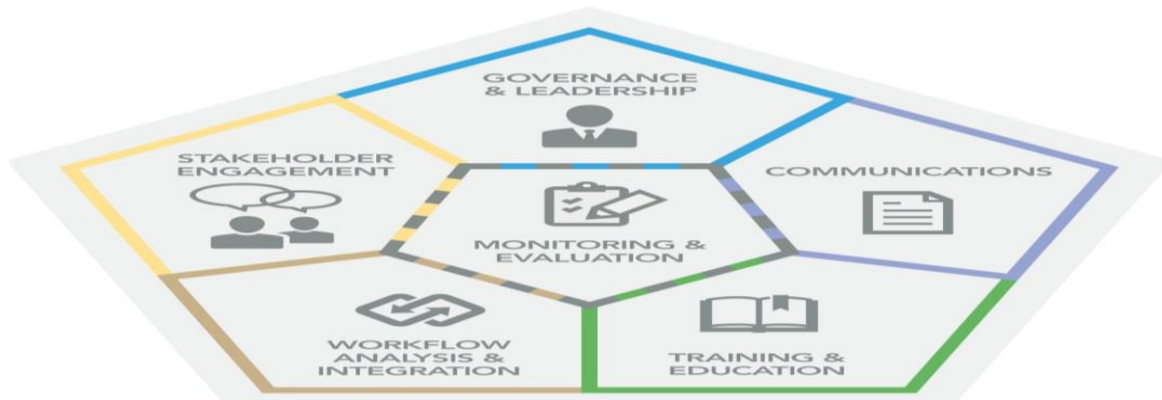 GOVERNANCE
& LEADERSHIP
STAKEHOLDER
ENGAGEMENT
COMMUNICATIONS
MONITORING &
EVALUATION
WORKFLOW
ANALYSIS &
INTEGRATION
TRAINING &
EDUCATION